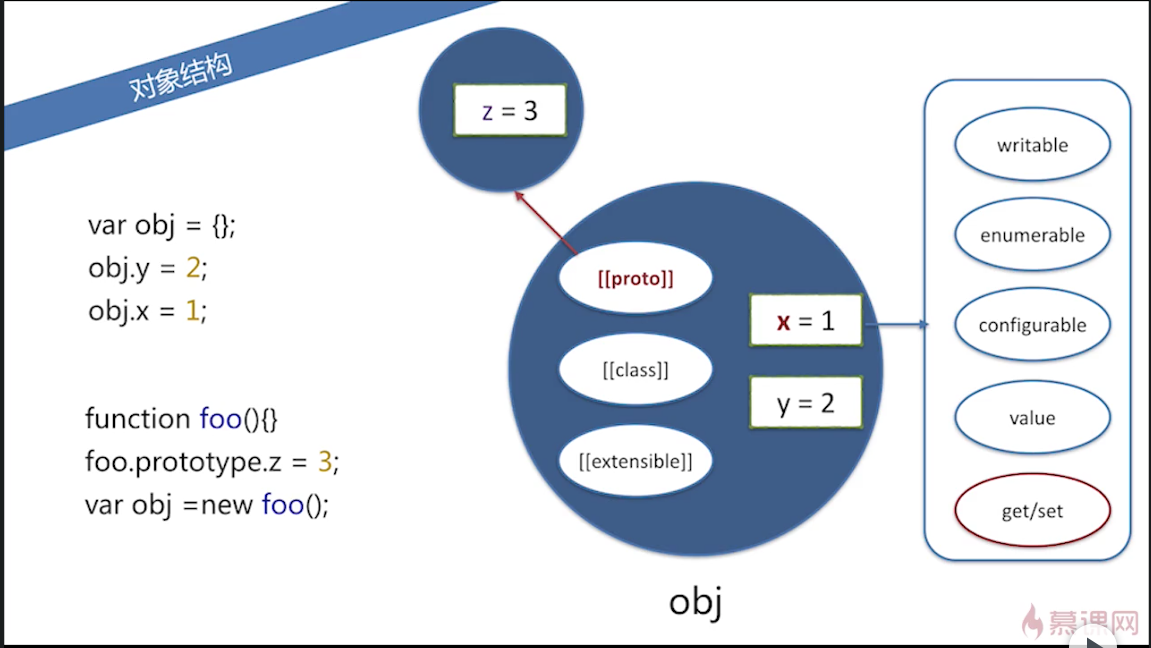 对象结构
var obj = {};
obj.y = 2;
obj.x = 1;
function foo(){}
foo.prototype.z = 3;
var obj =new foo();
z = 3
[[proto]]
[[class]]
[[extensible]]
x = 1
y = 2
obj
writable
enumerable
configurable
value
get/set
慕课网